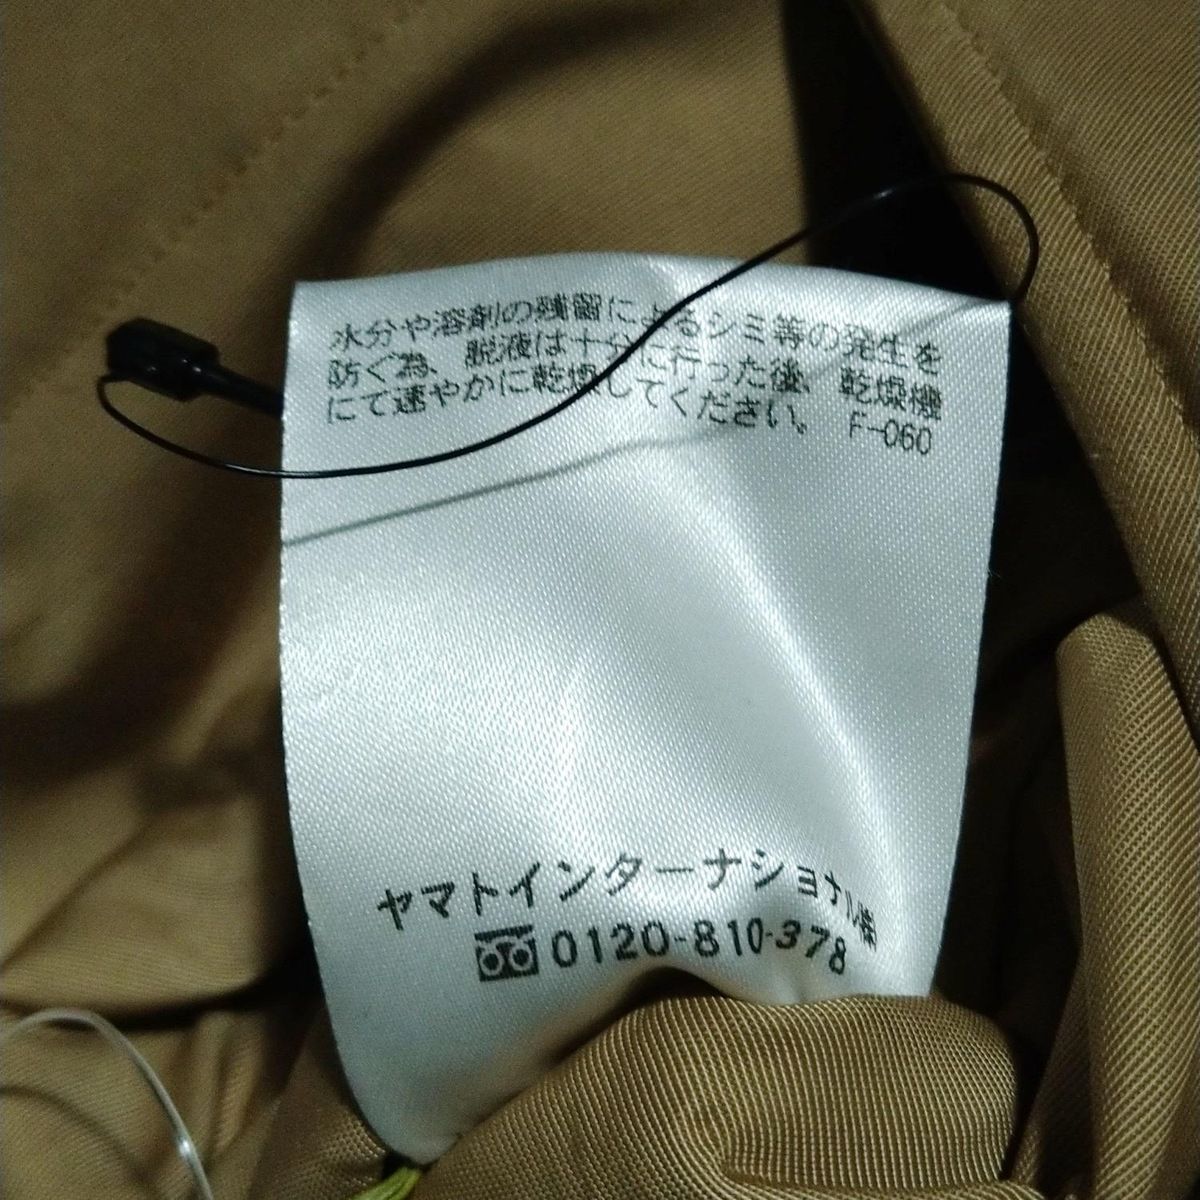 水分や溶剤の残留によるシミ等の発生を
防ぐ為、脱液は十分に行った後、乾燥機
にて速やかに乾燥してください。 F-060
ヤマトインターナショナル㈱
0120-810-378